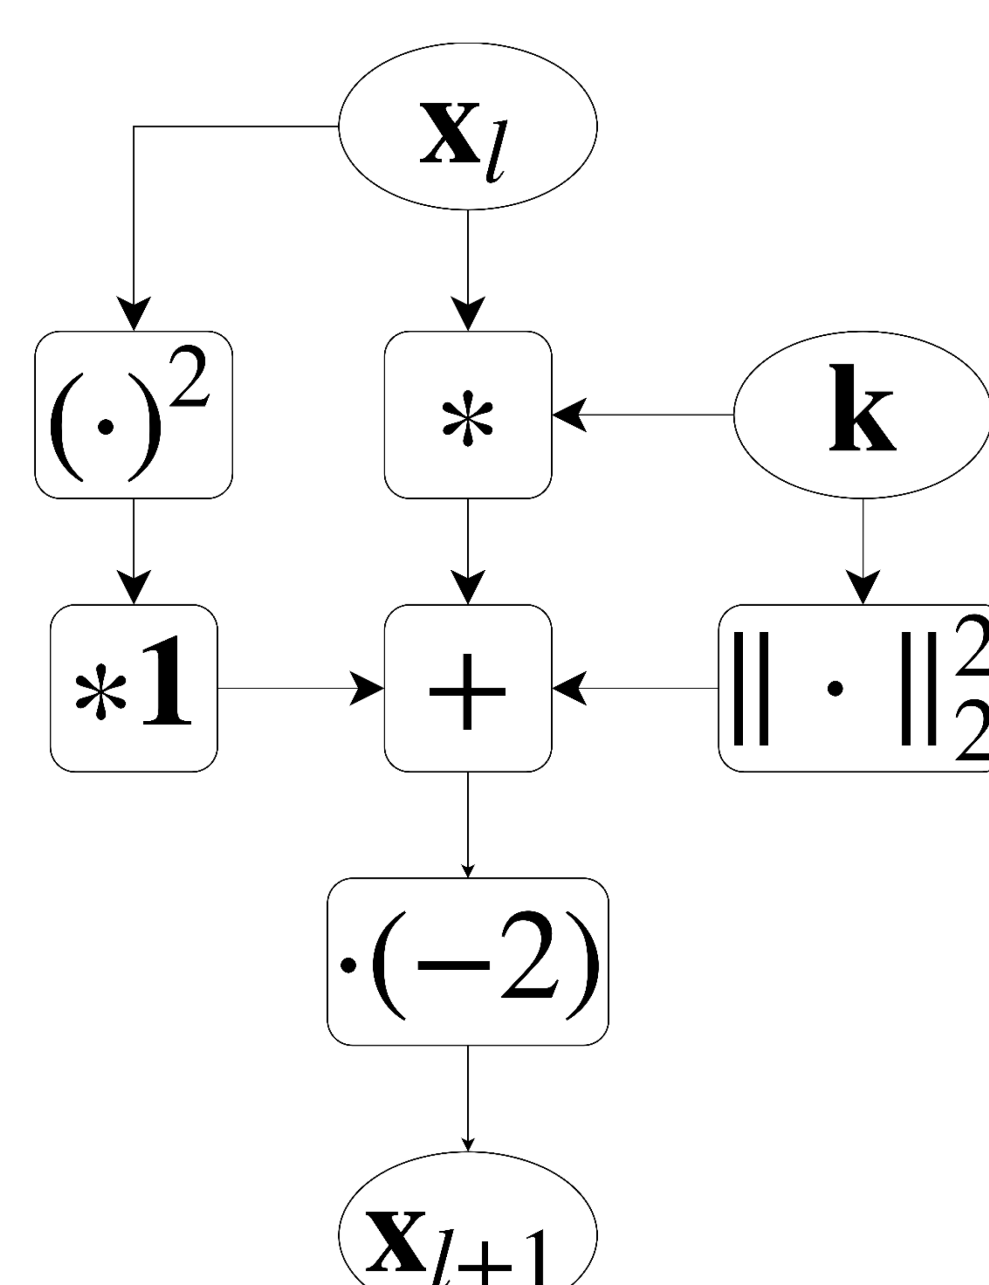 x_l
(·)^2
*
k
*1
+
‖ · ‖_2^2
·(−2)
x_{l+1}